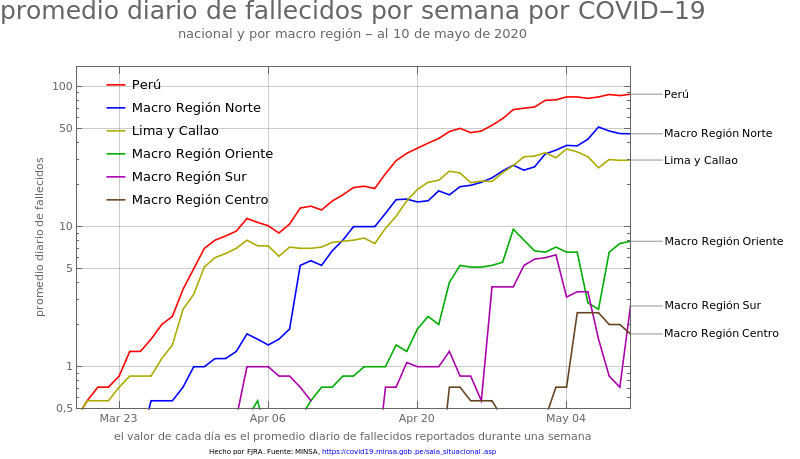 promedio diario de fallecidos por semana por COVID–19
nacional y por macro región – al 10 de mayo de 2020
promedio diario de fallecidos
100
50
10
5
1
0,5
Perú
Macro Región Norte
Lima y Callao
Macro Región Oriente
Macro Región Sur
Macro Región Centro
Perú
Macro Región Norte
Lima y Callao
Macro Región Oriente
Macro Región Sur
Macro Región Centro
Mar 23
Apr 06
Apr 20
May 04
el valor de cada día es el promedio diario de fallecidos reportados durante una semana
Hecho por FJRA. Fuente: MINSA, https://covid19.minsa.gob.pe/sala_situacional .asp